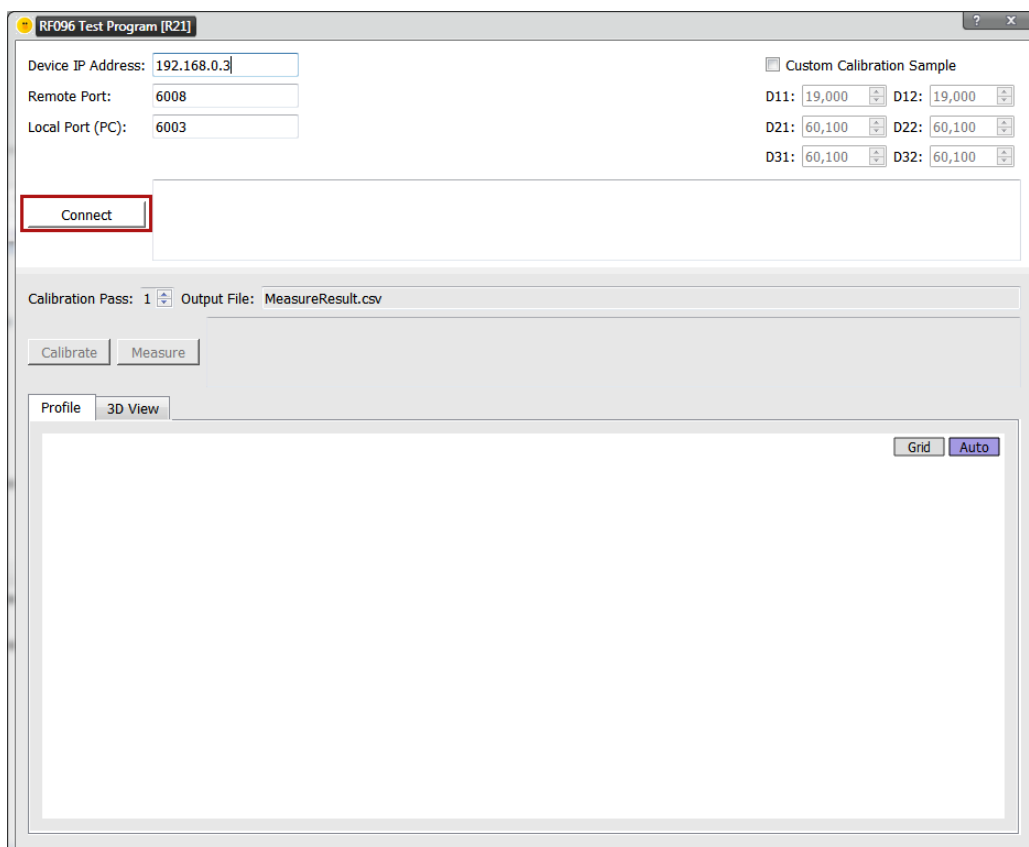 RF096 Test Program [R21]
? x
Device IP Address: 192.168.0.3
Custom Calibration Sample
Remote Port: 6008
D11: 19,000 D12: 19,000
Local Port (PC): 6003
D21: 60,100 D22: 60,100
D31: 60,100 D32: 60,100
Connect
Calibration Pass: 1 Output File: MeasureResult.csv
Calibrate Measure
Profile 3D View
Grid Auto